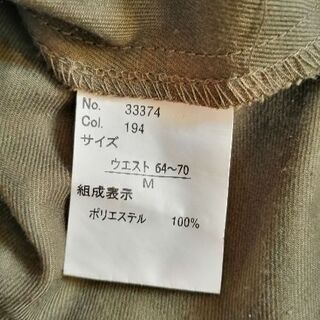 No. 33374
Col. 194
サイズ
ウエスト 64~70
M
組成表示
ポリエステル 100%